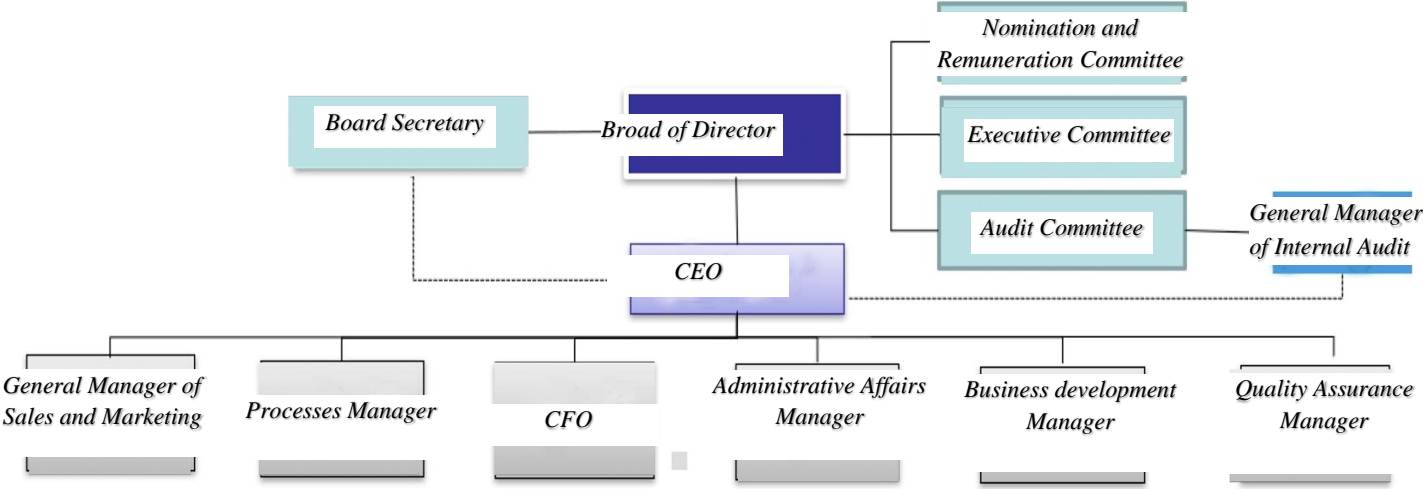 Nomination and
Remuneration Committee
Board Secretary
Broad of Director
Executive Committee
Audit Committee
General Manager
of Internal Audit
CEO
General Manager of
Sales and Marketing
Processes Manager
CFO
Administrative Affairs
Manager
Business development
Manager
Quality Assurance
Manager